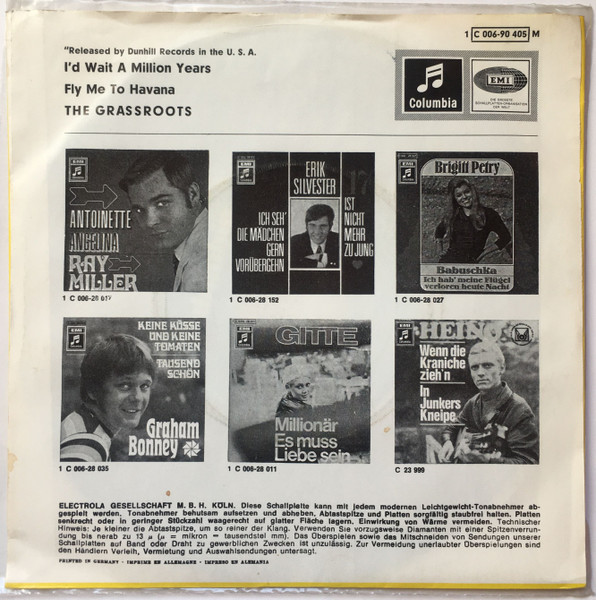 1 C 006-90 405 M
"Released by Dunhill Records in the U. S. A.
I'd Wait A Million Years
Fly Me To Havana
THE GRASSROOTS
Columbia
EMI
DIE GRÖSSTE
SCHALLPLATTEN-ORGANISATION
DER WELT
ANTOINETTE
ANGELINA
RAY
MILLER
1 C 006-28 017
ERIK
SILVESTER
17
ICH SEH'
DIE MÄDCHEN
GERN
VORÜBERGEHN
IST
NICHT
MEHR
ZU JUNG
1 C 006-28 152
Brigitt Petry
Babuschka
Ich hab' meine Flügel
verloren heute Nacht
1 C 006-28 027
KEINE KÜSSE
UND KEINE
TOMATEN
TAUSEND
SCHÖN
Graham
Bonney
1 C 006-28 035
GITTE
Millionär
Es muss
Liebe sein
1 C 006-28 011
HEINO
Wenn die
Kraniche
zieh'n
In
Junkers
Kneipe
C 23 999
ELECTROLA GESELLSCHAFT M. B. H. KÖLN. Diese Schallplatte kann mit jedem modernen Leichtgewicht-Tonabnehmer ab-
gespielt werden. Tonabnehmer behutsam aufsetzen und abheben. Abtastspitze und Platten sorgfältig staubfrei halten. Platten
senkrecht oder in geringer Stückzahl waagerecht auf glatter Fläche lagern. Einwirkung von Wärme vermeiden. Technischer
Hinweis: Je kleiner die Abtastspitze, um so reiner der Klang. Verwenden Sie vorzugsweise Diamanten mit einer Spitzenverrun-
dung bis herab zu 13 µ (µ = mikron = tausendstel mm). Das Überspielen sowie das Mitschneiden von Sendungen unserer
Schallplatten auf Band oder Draht zu gewerblichen Zwecken ist unzulässig. Zur Vermeidung unerlaubter Überspielungen sind
den Händlern Verleih, Vermietung und Auswahlsendungen untersagt.
PRINTED IN GERMANY · IMPRIMÉ EN ALLEMAGNE · IMPRESO EN ALEMANIA